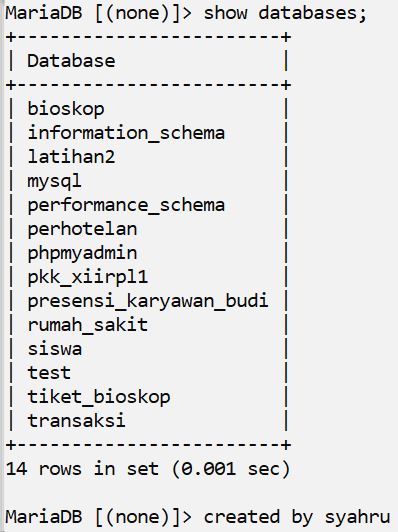 MariaDB [(none)]> show databases;
+------------------------+
| Database               |
+------------------------+
| bioskop                |
| information_schema     |
| latihan2               |
| mysql                  |
| performance_schema     |
| perhotelan             |
| phpmyadmin             |
| pkk_xiirpl1            |
| presensi_karyawan_budi |
| rumah_sakit            |
| siswa                  |
| test                   |
| tiket_bioskop          |
| transaksi              |
+------------------------+
14 rows in set (0.001 sec)
MariaDB [(none)]> created by syahru